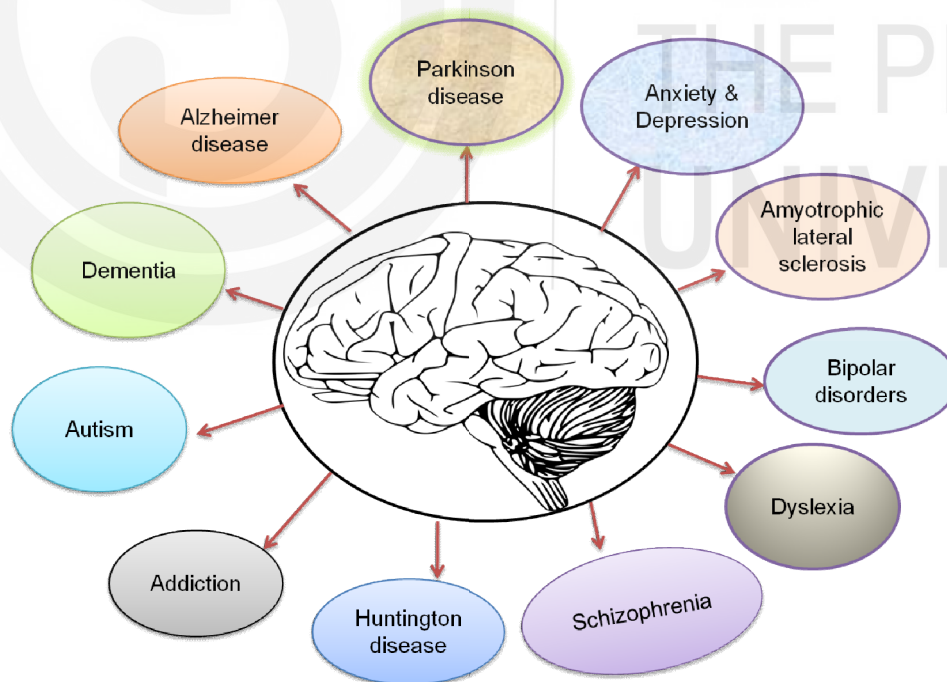 Parkinson
disease
Anxiety &
Depression
Alzheimer
disease
Amyotrophic
lateral
sclerosis
Dementia
Bipolar
disorders
Autism
Dyslexia
Addiction
Schizophrenia
Huntington
disease
THE